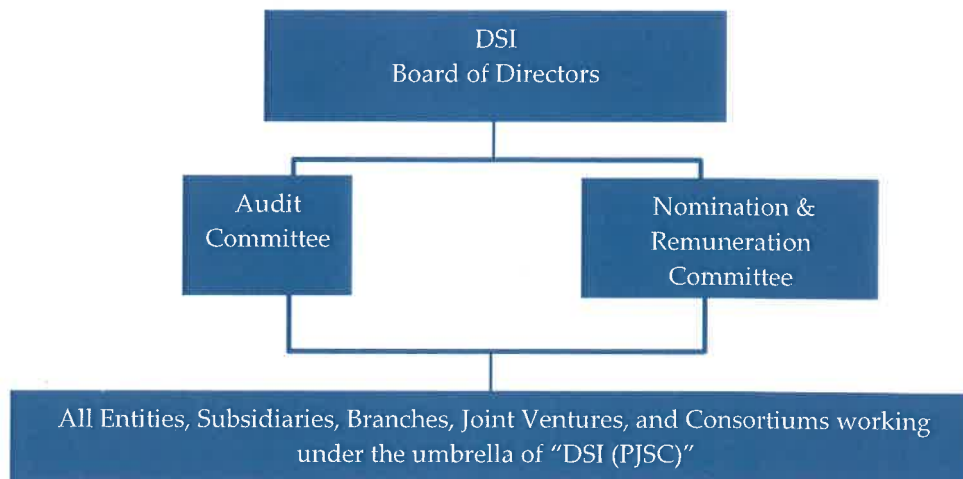 DSI
Board of Directors
Audit
Committee
Nomination &
Remuneration
Committee
All Entities, Subsidiaries, Branches, Joint Ventures, and Consortiums working
under the umbrella of “DSI (PJSC)”